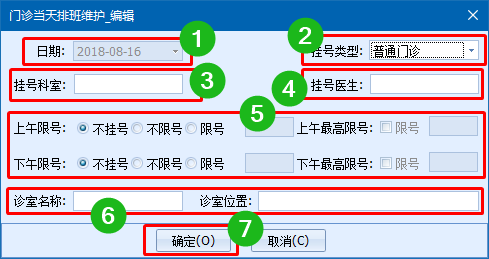 门诊当天排班维护_编辑
日期: 2018-08-16 1 挂号类型: 普通门诊 2
挂号科室: 3 挂号医生: 4
5
上午限号: 不挂号 不限号 限号 上午最高限号: 限号
下午限号: 不挂号 不限号 限号 下午最高限号: 限号
诊室名称: 6 诊室位置:
确定(O) 7 取消(C)